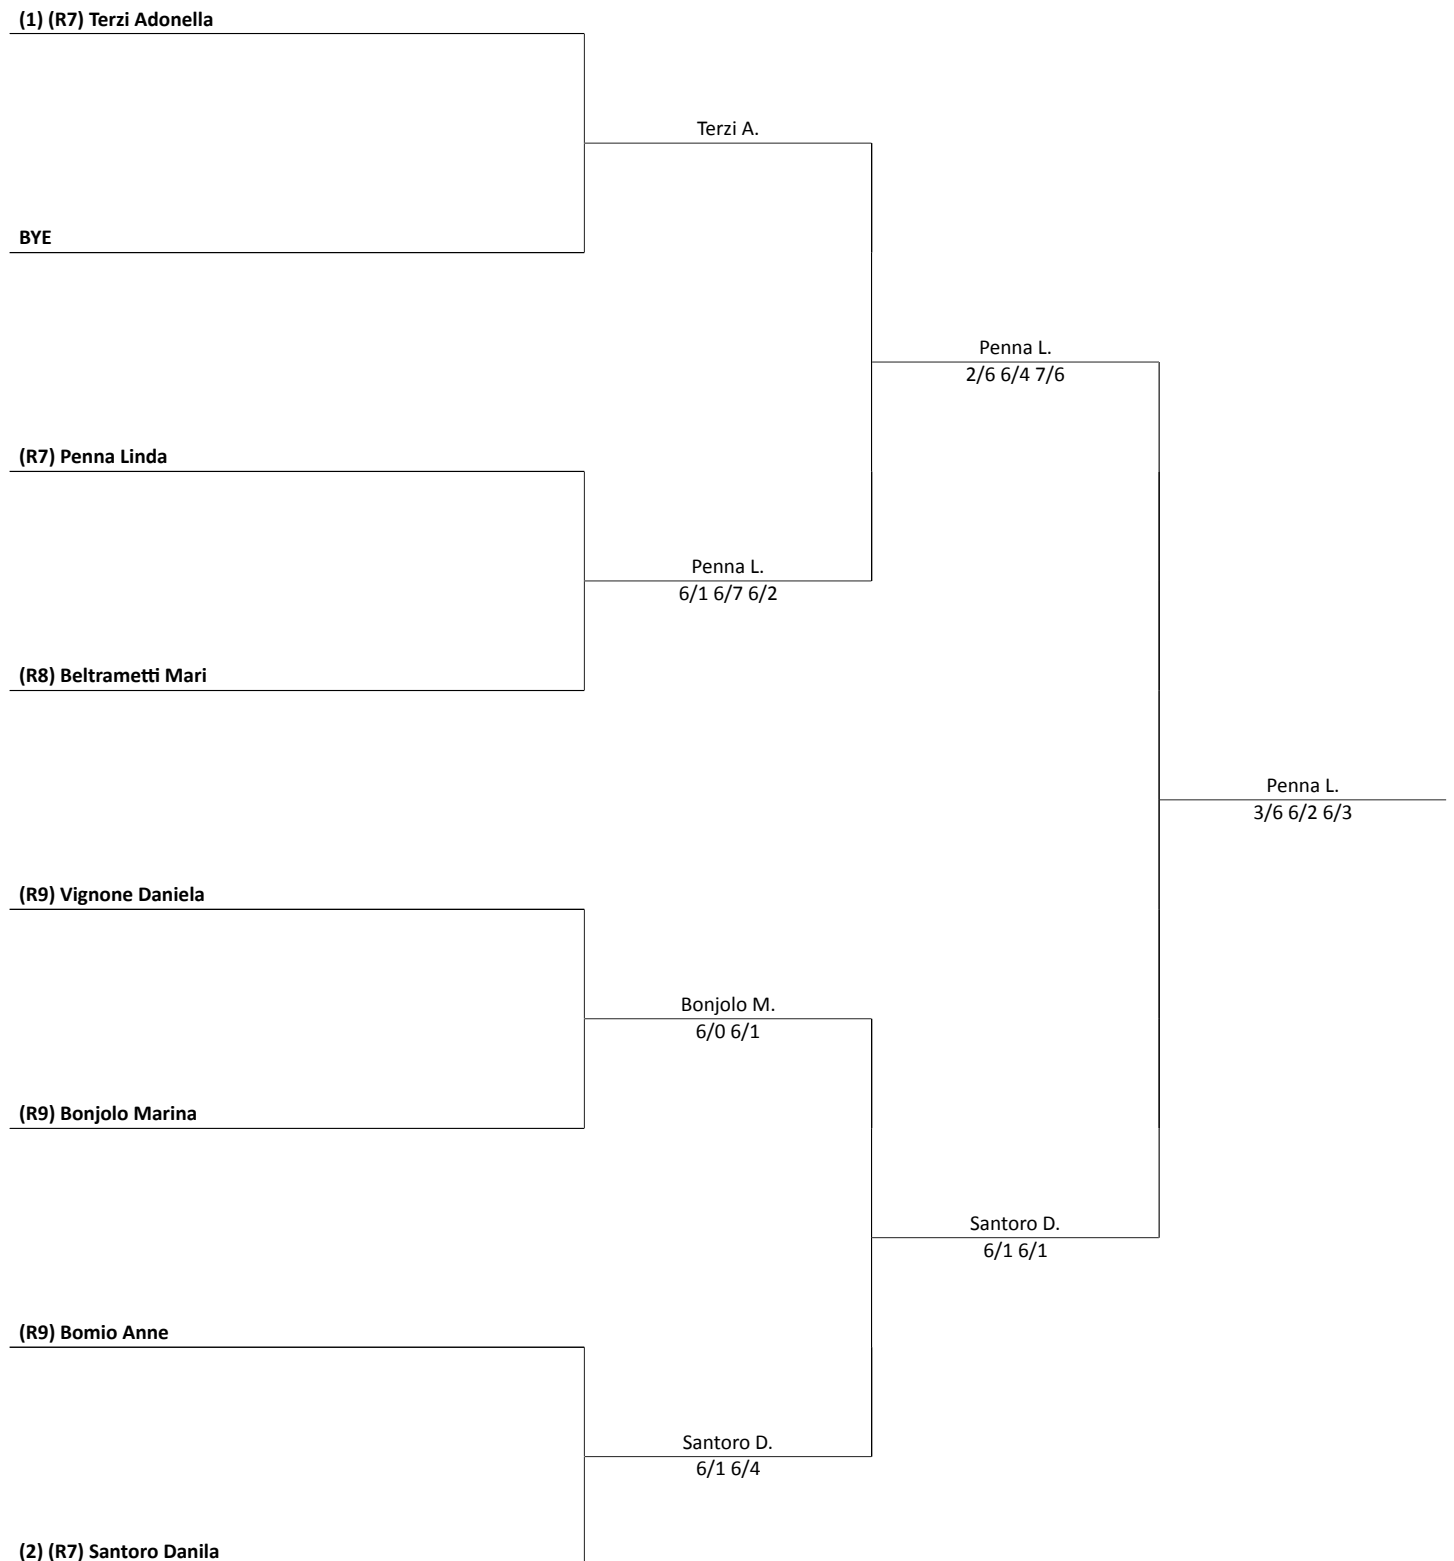 (1) (R7) Terzi Adonella
Terzi A.
BYE
Penna L.
2/6 6/4 7/6
(R7) Penna Linda
Penna L.
6/1 6/7 6/2
(R8) Beltrametti Mari
Penna L.
3/6 6/2 6/3
(R9) Vignone Daniela
Bonjolo M.
6/0 6/1
(R9) Bonjolo Marina
Santoro D.
6/1 6/1
(R9) Bomio Anne
Santoro D.
6/1 6/4
(2) (R7) Santoro Danila